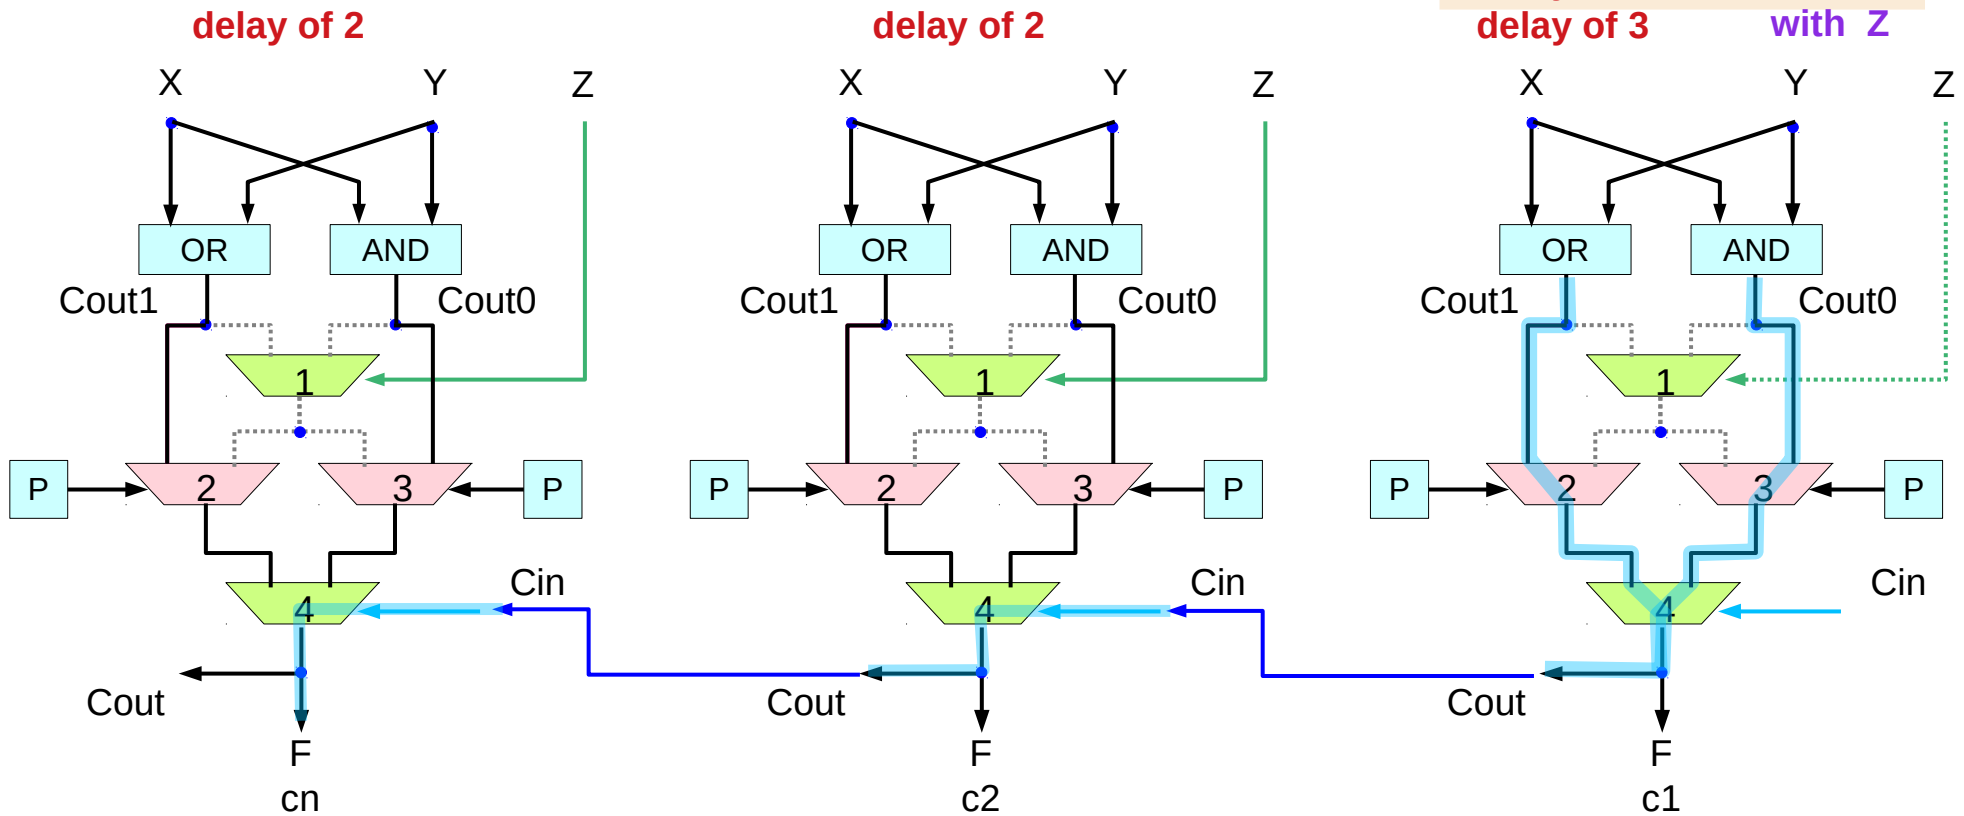 delay of 2
delay of 2
delay of 3
with Z
X Y Z
X Y Z
X Y Z
OR AND
OR AND
OR AND
Cout1 Cout0
Cout1 Cout0
Cout1 Cout0
1
1
1
P 2 3 P
P 2 3 P
P 2 3 P
4 Cin
4 Cin
4 Cin
Cout
Cout
Cout
F
F
F
cn
c2
c1